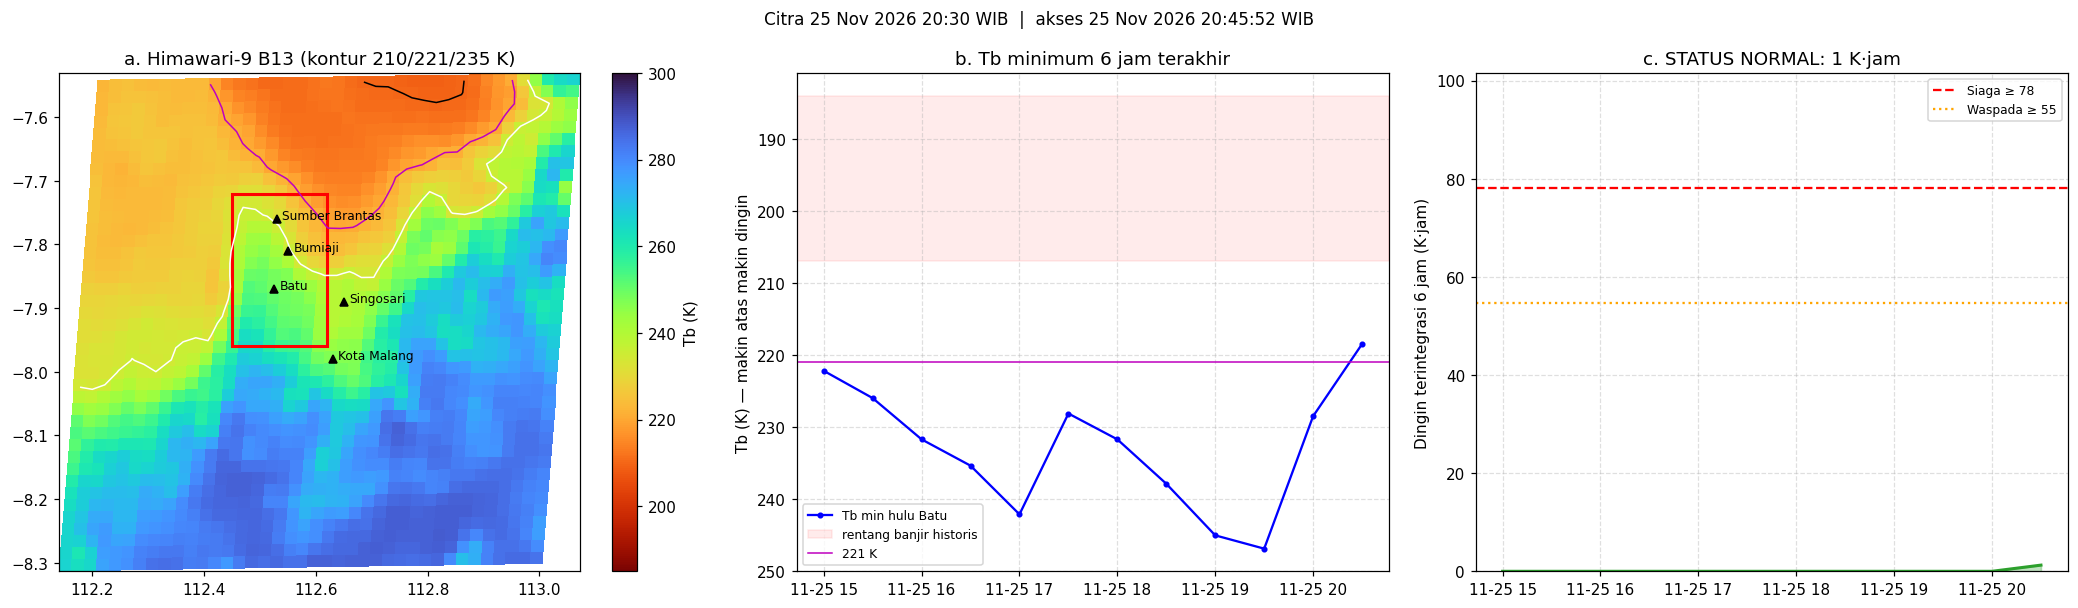 Citra 25 Nov 2026 20:30 WIB  |  akses 25 Nov 2026 20:45:52 WIB
a. Himawari-9 B13 (kontur 210/221/235 K)
−7.6
−7.7
−7.8
−7.9
−8.0
−8.1
−8.2
−8.3
112.2 112.4 112.6 112.8 113.0
Sumber Brantas
Bumiaji
Batu
Singosari
Kota Malang
300
280
260
240
220
200
Tb (K)
b. Tb minimum 6 jam terakhir
Tb (K) — makin atas makin dingin
190
200
210
220
230
240
250
Tb min hulu Batu
rentang banjir historis
221 K
11-25 15 11-25 16 11-25 17 11-25 18 11-25 19 11-25 20
c. STATUS NORMAL: 1 K·jam
Dingin terintegrasi 6 jam (K·jam)
100
80
60
40
20
0
Siaga ≥ 78
Waspada ≥ 55
11-25 15 11-25 16 11-25 17 11-25 18 11-25 19 11-25 20